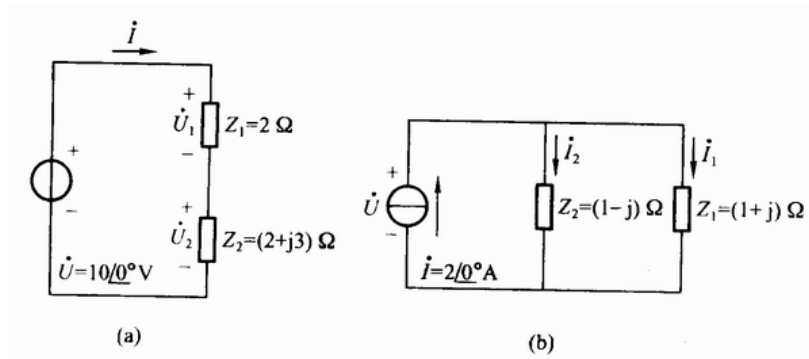 İ
+
U̇₁ Z₁=2 Ω
−
+
−
+
U̇₂ Z₂=(2+j3) Ω
−
U̇=10/0° V
(a)
İ₂ İ₁
+
U̇
−
Z₂=(1−j) Ω Z₁=(1+j) Ω
İ=2/0° A
(b)